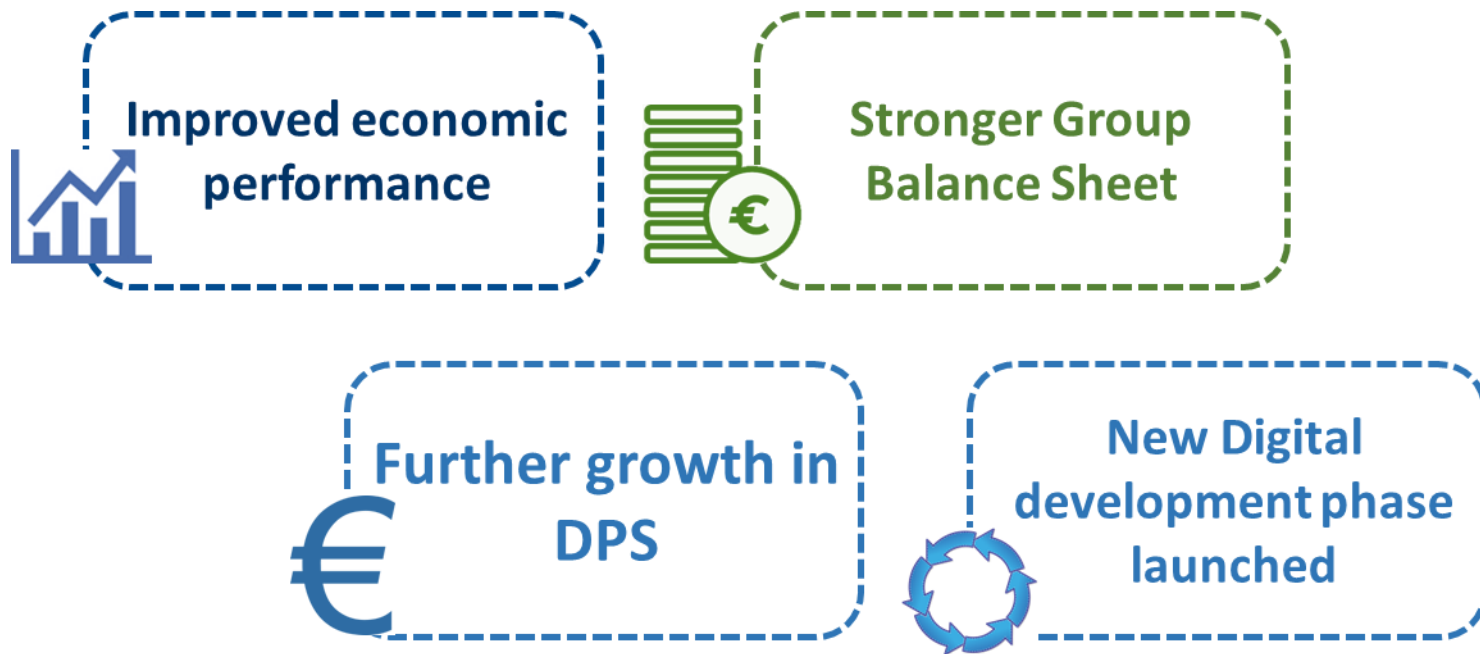 Improved economic
performance
Stronger Group
Balance Sheet
€
Further growth in
DPS
€
New Digital
development phase
launched